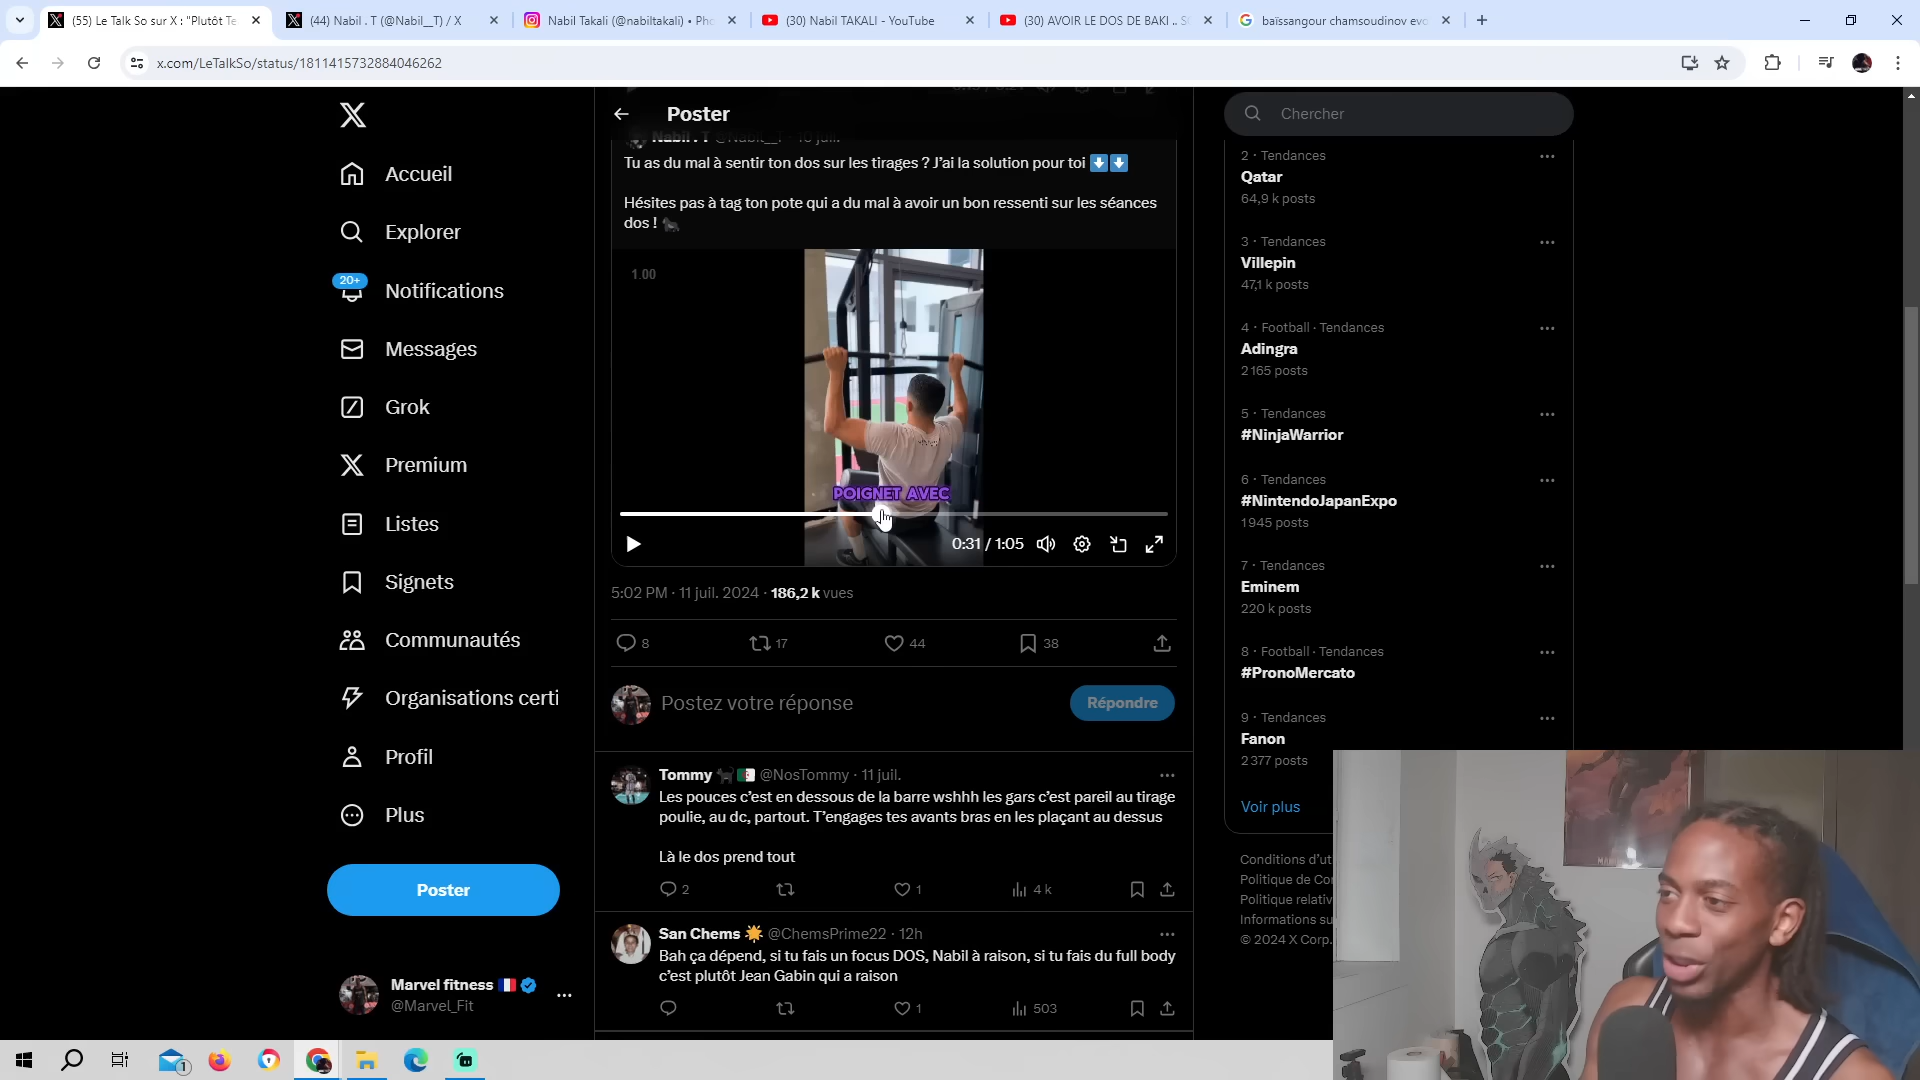 (55) Le Talk So sur X : "Plutôt Te
(44) Nabil . T (@Nabil__T) / X
Nabil Takali (@nabiltakali) • Pho
(30) Nabil TAKALI - YouTube
(30) AVOIR LE DOS DE BAKI ..
baïssangour chamsoudinov evo
x.com/LeTalkSo/status/1811415732884046262
Accueil
Explorer
20+
Notifications
Messages
Grok
Premium
Listes
Signets
Communautés
Organisations certi
Profil
Plus
Poster
Marvel fitness
@Marvel_Fit
Poster
Nabil . T @Nabil__T · 10 juil.
Tu as du mal à sentir ton dos sur les tirages ? J'ai la solution pour toi
Hésites pas à tag ton pote qui a du mal à avoir un bon ressenti sur les séances
dos !
1.00
POIGNET AVEC
0:31 / 1:05
5:02 PM · 11 juil. 2024 · 186,2 k vues
8 17 44 38
Postez votre réponse
Répondre
Tommy @NosTommy · 11 juil.
Les pouces c'est en dessous de la barre wshhh les gars c'est pareil au tirage
poulie, au dc, partout. T'engages tes avants bras en les plaçant au dessus
Là le dos prend tout
2 1 4 k
San Chems @ChemsPrime22 · 12h
Bah ça dépend, si tu fais un focus DOS, Nabil à raison, si tu fais du full body
c'est plutôt Jean Gabin qui a raison
1 503
Chercher
2 · Tendances
Qatar
64,9 k posts
3 · Tendances
Villepin
47,1 k posts
4 · Football · Tendances
Adingra
2 165 posts
5 · Tendances
#NinjaWarrior
6 · Tendances
#NintendoJapanExpo
1 945 posts
7 · Tendances
Eminem
220 k posts
8 · Football · Tendances
#PronoMercato
9 · Tendances
Fanon
2 377 posts
Voir plus
Conditions d'ut
Politique de Con
Politique relativ
Informations su
© 2024 X Corp.
1